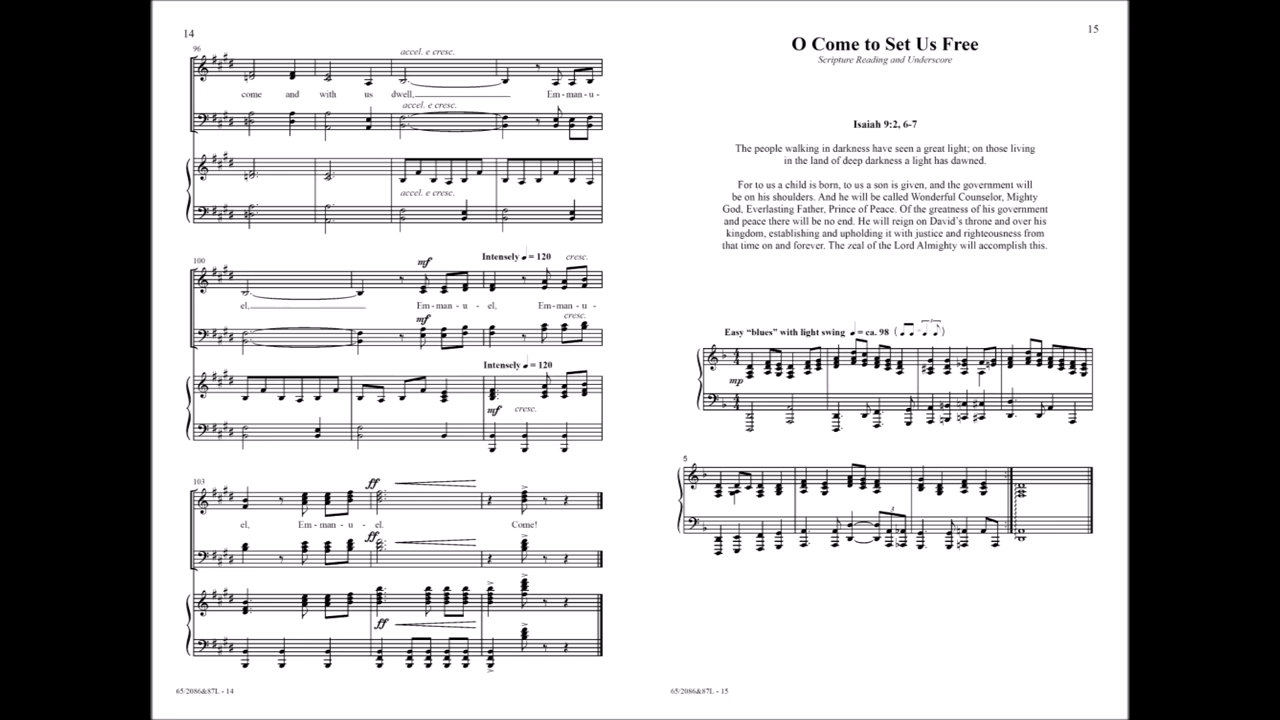 14
96
accel. e cresc.
come and with us dwell, Em - man - u -
accel. e cresc.
accel. e cresc.
100
mf
Intensely ♩ = 120 cresc.
el, Em - man - u - el, Em - man - u -
mf
cresc.
Intensely ♩ = 120
mf cresc.
103
ff
el, Em - man - u - el. Come!
ff
ff
65/2086&87L - 14
15
O Come to Set Us Free
Scripture Reading and Underscore
Isaiah 9:2, 6-7
The people walking in darkness have seen a great light; on those living
in the land of deep darkness a light has dawned.
For to us a child is born, to us a son is given, and the government will
be on his shoulders. And he will be called Wonderful Counselor, Mighty
God, Everlasting Father, Prince of Peace. Of the greatness of his government
and peace there will be no end. He will reign on David's throne and over his
kingdom, establishing and upholding it with justice and righteousness from
that time on and forever. The zeal of the Lord Almighty will accomplish this.
Easy “blues” with light swing ♩ = ca. 98
mp
5
65/2086&87L - 15